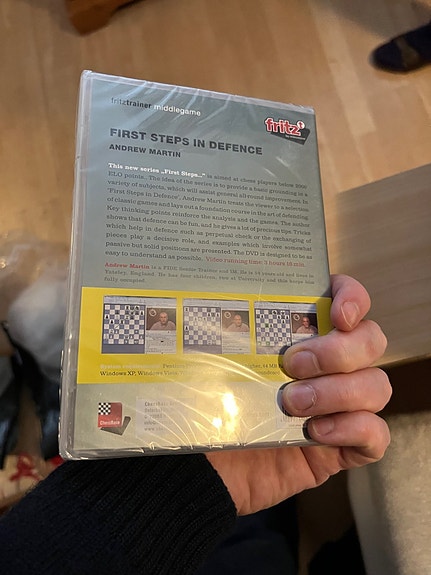 fritztrainer middlegame
fritz
FIRST STEPS IN DEFENCE
ANDREW MARTIN
This new series „First Steps..." is aimed at chess players below 2000
ELO points. The idea of the series is to provide a basic grounding in a
variety of subjects, which will assist general all-round improvement. In
'First Steps in Defence', Andrew Martin treats the viewer to a selection
of classic games and lays out a foundation course in the art of defending.
Key thinking points reinforce the analysis and the games. The author
shows that defence can be fun, and he gives a lot of precious tips. Tricks
which help in defence such as perpetual check or the exchanging of
pieces play a decisive role, and examples which involve somewhat
passive but solid positions are presented. The DVD is designed to be as
easy to understand as possible. Video running time: 5 hours 10 min.
Andrew Martin is a FIDE Senior Trainer and IM. He is 54 years old and lives in
England. He has four children, two at University and this keeps him
fully occupied.
System
Windows XP, Windows Vista,
ChessBase